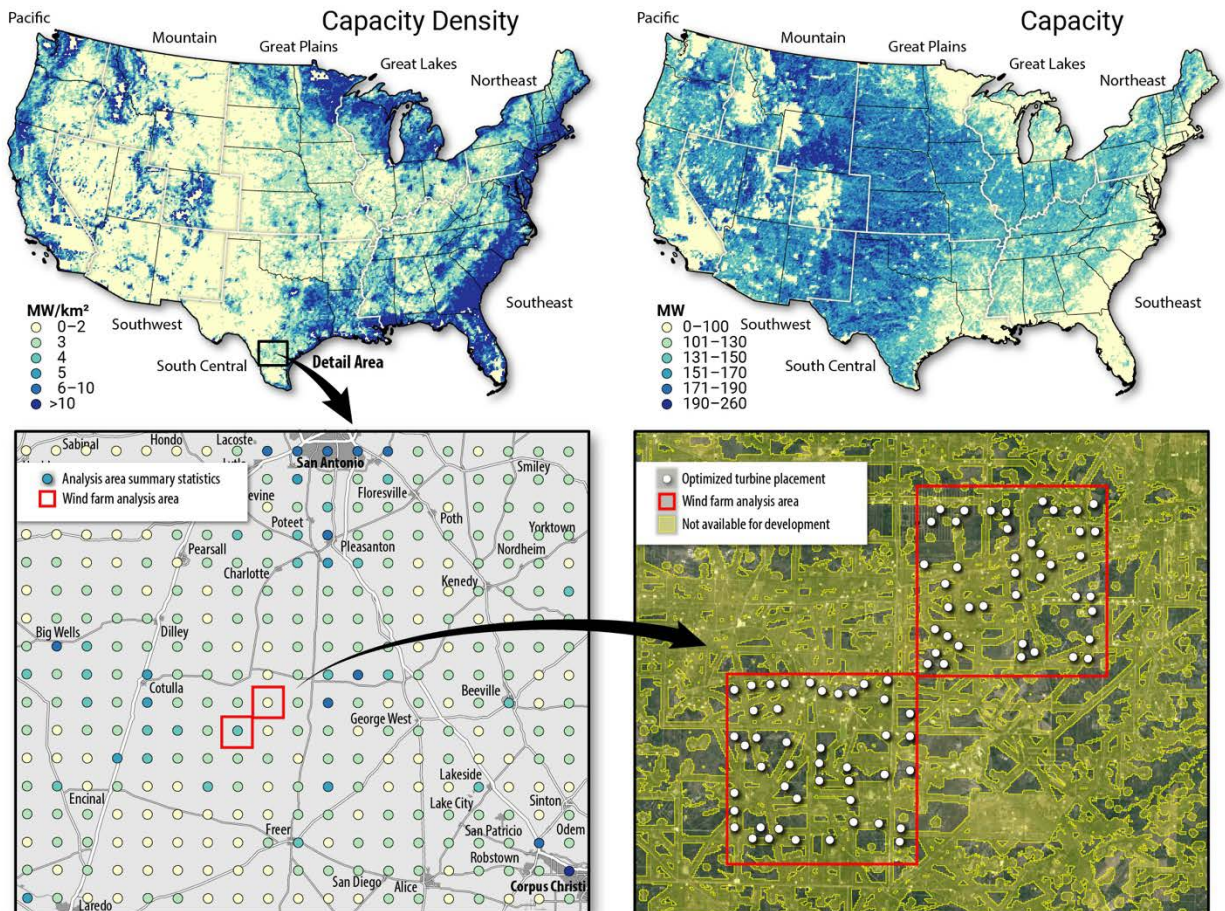 Capacity Density
Pacific
Mountain
Great Plains
Great Lakes
Northeast
Southeast
Southwest
South Central
Detail Area
MW/km²
0–2
3
4
5
6–10
>10
Capacity
Pacific
Mountain
Great Plains
Great Lakes
Northeast
Southeast
Southwest
South Central
MW
0–100
101–130
131–150
151–170
171–190
190–260
Analysis area summary statistics
Wind farm analysis area
Sabinal
Hondo
Lacoste
San Antonio
Smiley
Floresville
Poteet
Poth
Yorktown
Pleasanton
Nordheim
Pearsall
Charlotte
Kenedy
Dilley
Big Wells
Cotulla
Beeville
George West
Lakeside
Encinal
Lake City
Sinton
San Patricio
Odem
Freer
Robstown
San Diego
Alice
Corpus Christi
Laredo
Optimized turbine placement
Wind farm analysis area
Not available for development